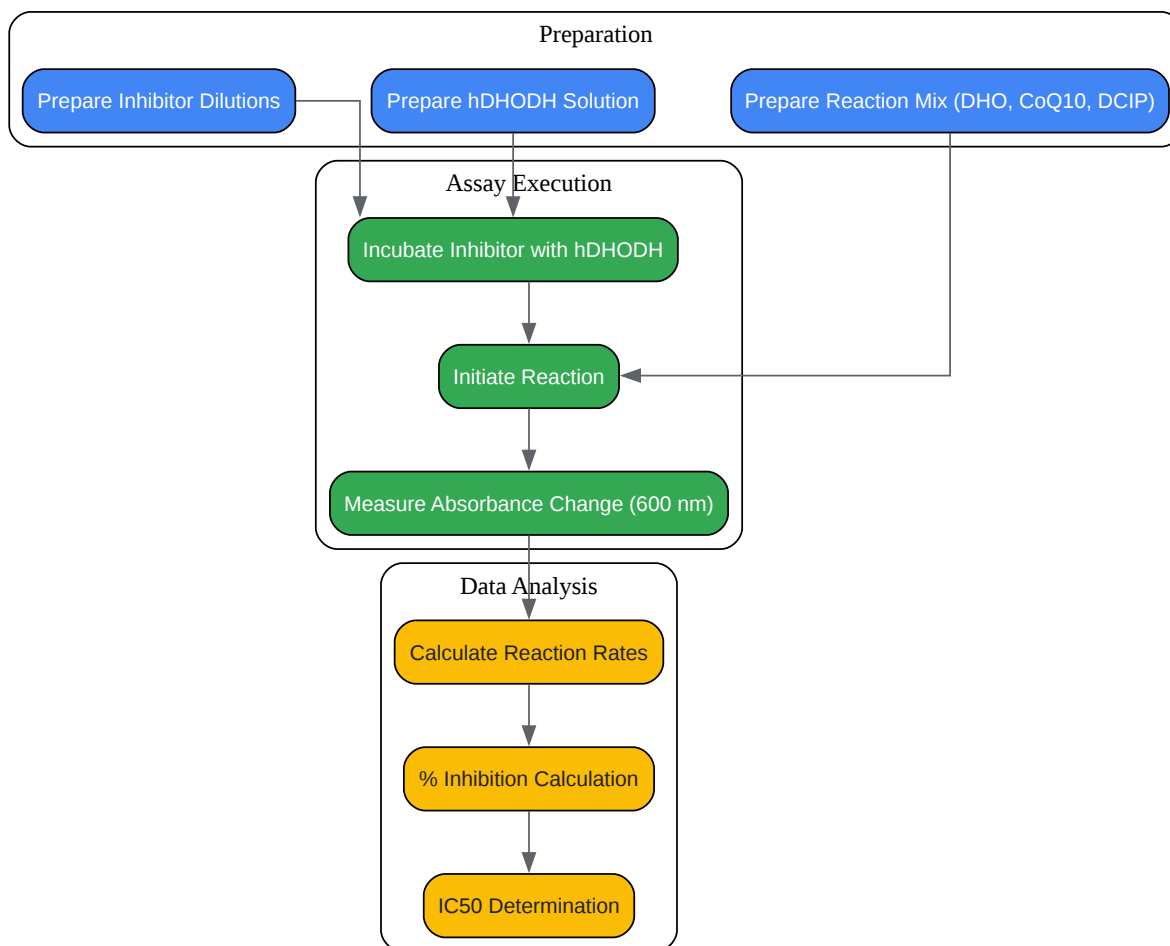 Preparation
Prepare Inhibitor Dilutions
Prepare hDHODH Solution
Prepare Reaction Mix (DHO, CoQ10, DCIP)
Assay Execution
Incubate Inhibitor with hDHODH
Initiate Reaction
Measure Absorbance Change (600 nm)
Data Analysis
Calculate Reaction Rates
% Inhibition Calculation
IC50 Determination